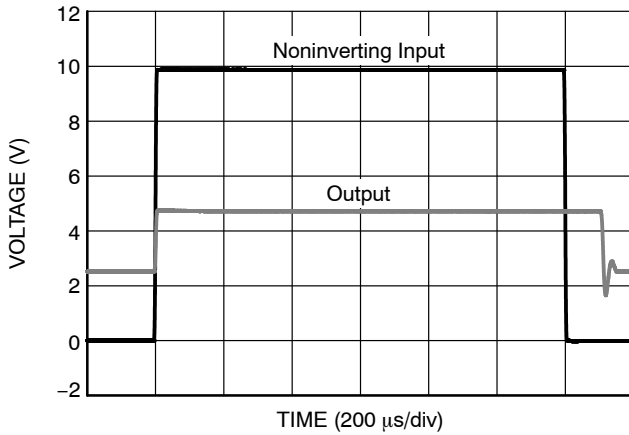 12
10
8
6
4
2
0
−2
VOLTAGE (V)
Noninverting Input
Output
TIME (200 μs/div)